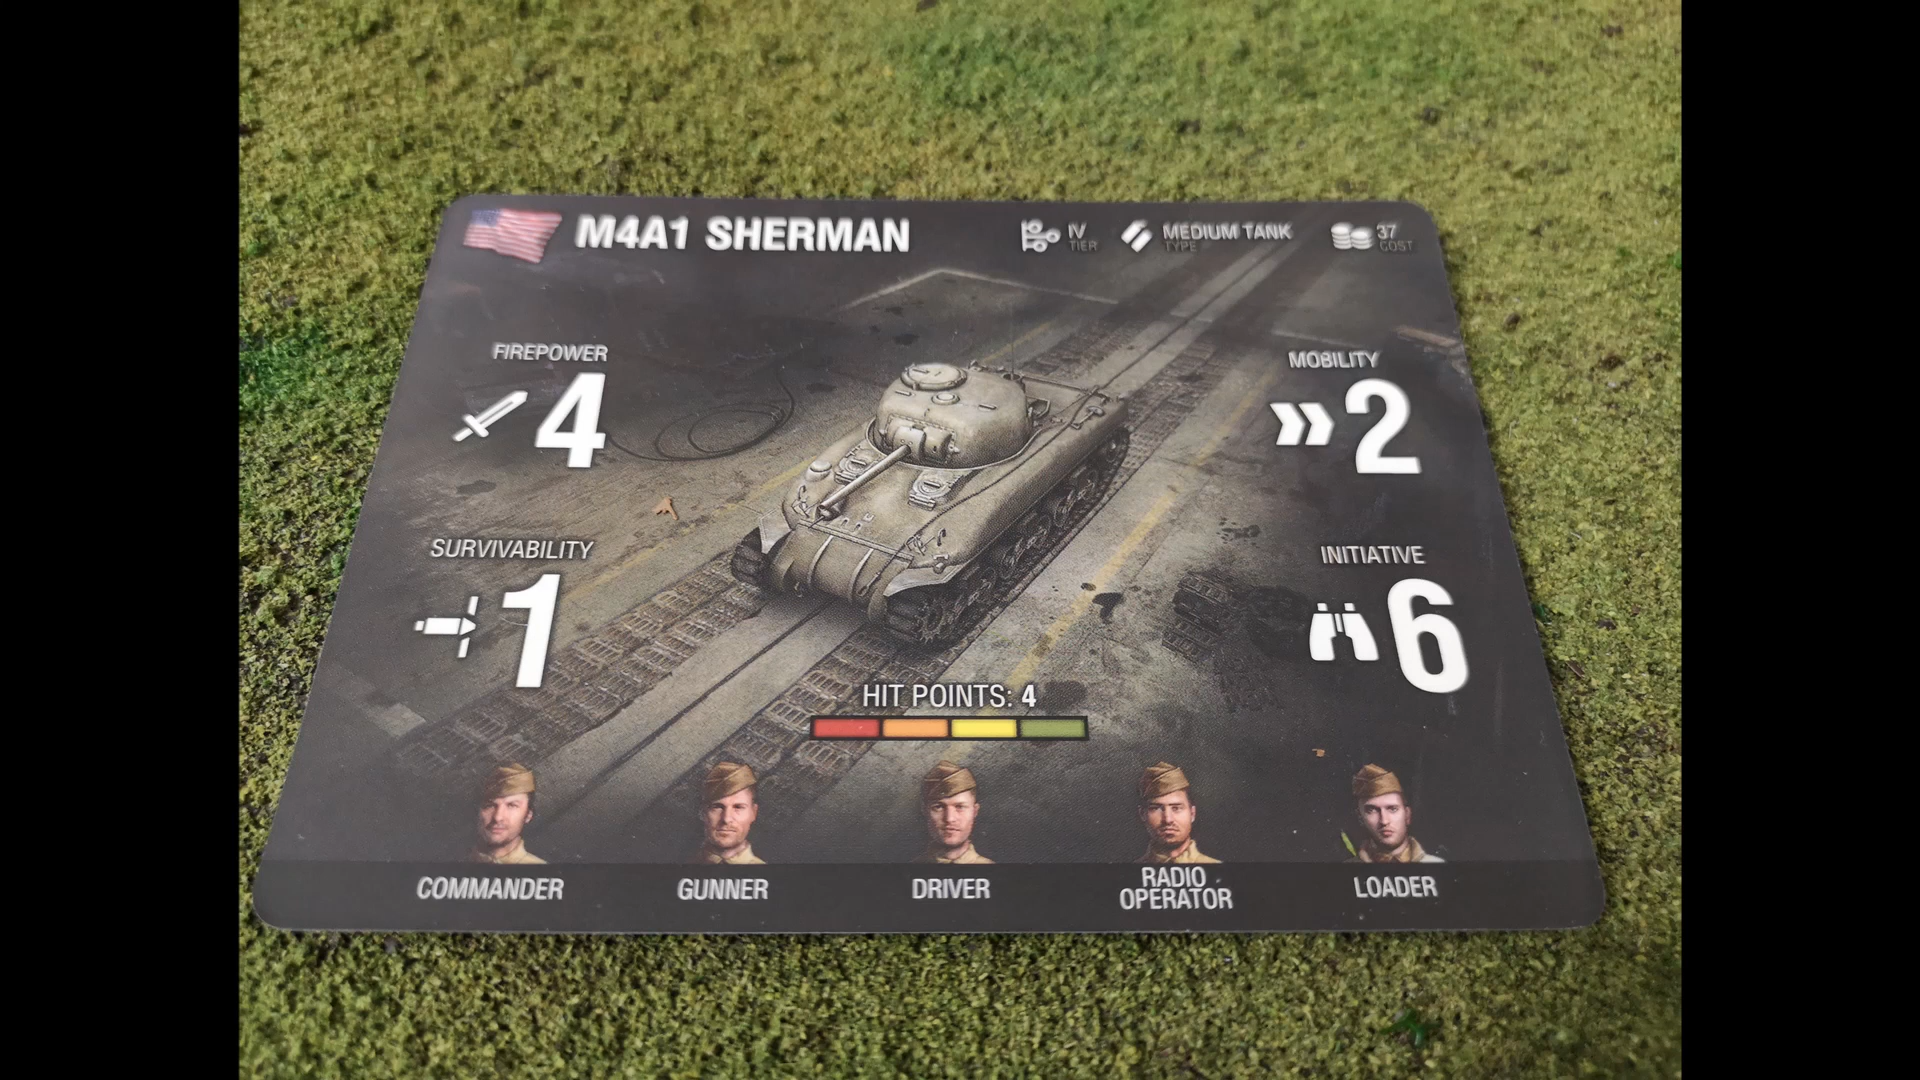 M4A1 SHERMAN
IV
TIER
MEDIUM TANK
TYPE
37
COST
FIREPOWER
4
MOBILITY
2
SURVIVABILITY
1
INITIATIVE
6
HIT POINTS: 4
COMMANDER
GUNNER
DRIVER
RADIO
OPERATOR
LOADER